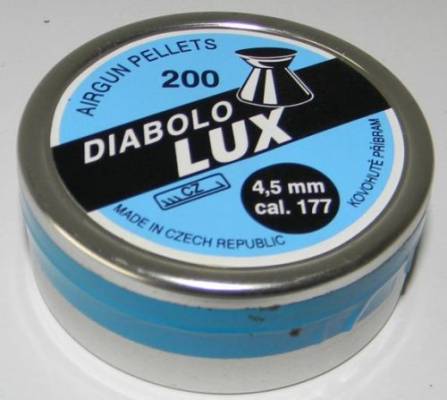 AIRGUN PELLETS
200
DIABOLO
LUX
CZ
4,5 mm
cal. 177
KOVOHUTĚ PŘÍBRAM
MADE IN CZECH REPUBLIC